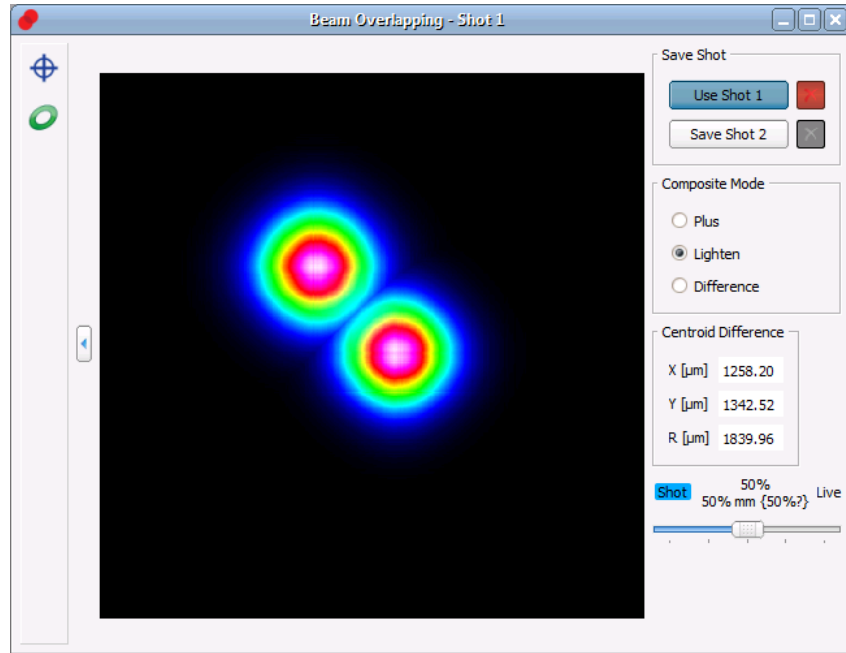 Beam Overlapping - Shot 1
Save Shot
Use Shot 1
Save Shot 2
Composite Mode
Plus
Lighten
Difference
Centroid Difference
X [µm] 1258.20
Y [µm] 1342.52
R [µm] 1839.96
50%
Shot 50% mm {50%?} Live